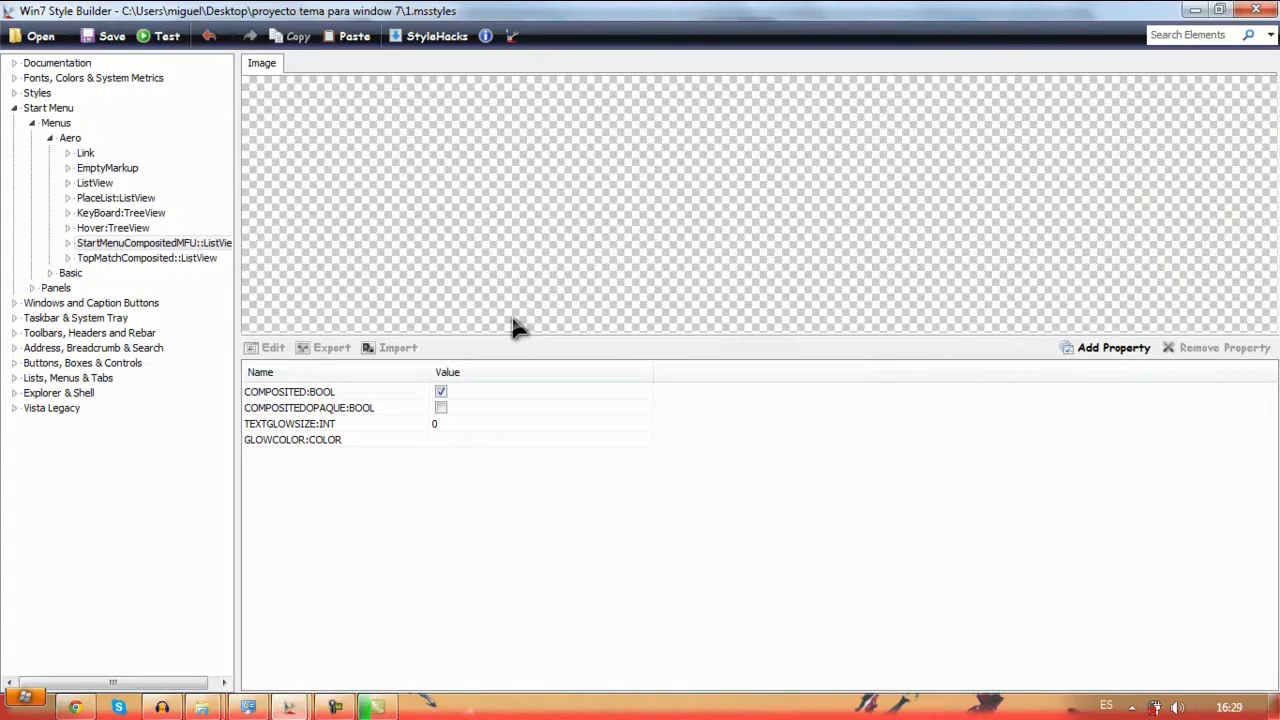 Win7 Style Builder - C:\Users\miguel\Desktop\proyecto tema para window 7\1.msstyles
Open Save Test Copy Paste StyleHacks Search Elements
Documentation
Fonts, Colors & System Metrics
Styles
Start Menu
Menus
Aero
Link
EmptyMarkup
ListView
PlaceList:ListView
KeyBoard:TreeView
Hover:TreeView
StartMenuCompositedMFU::ListVie
TopMatchComposited::ListView
Basic
Panels
Windows and Caption Buttons
Taskbar & System Tray
Toolbars, Headers and Rebar
Address, Breadcrumb & Search
Buttons, Boxes & Controls
Lists, Menus & Tabs
Explorer & Shell
Vista Legacy
Image
Edit Export Import Add Property Remove Property
Name Value
COMPOSITED:BOOL
COMPOSITEDOPAQUE:BOOL
TEXTGLOWSIZE:INT 0
GLOWCOLOR:COLOR
ES 16:29